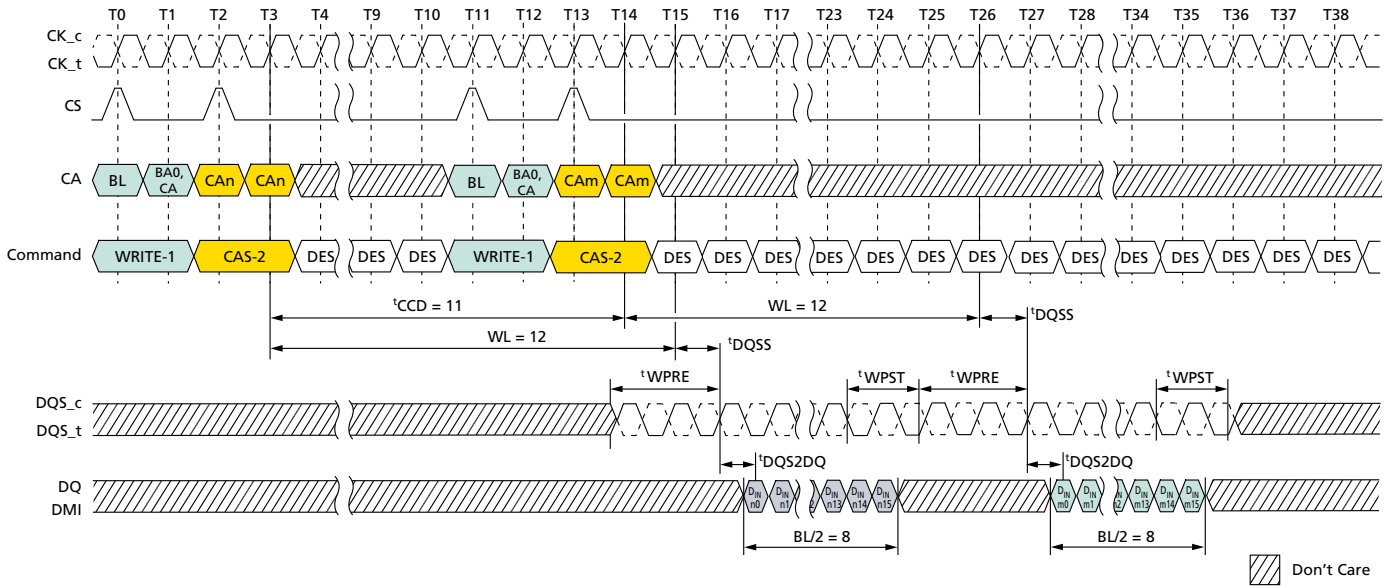 T0 T1 T2 T3 T4 T9 T10 T11 T12 T13 T14 T15 T16 T17 T23 T24 T25 T26 T27 T28 T34 T35 T36 T37 T38
CK_c
CK_t
CS
CA BL BA0, CA CAn CAn BL BA0, CA CAm CAm
Command WRITE-1 CAS-2 DES DES DES WRITE-1 CAS-2 DES DES DES DES DES DES DES DES DES DES DES DES DES DES
tCCD = 11 WL = 12 tDQSS
WL = 12 tDQSS
tWPRE tWPST tWPRE tWPST
DQS_c
DQS_t
tDQS2DQ tDQS2DQ
DQ
DMI
DIN n0 DIN n1 DIN n13 DIN n14 DIN n15 DIN m0 DIN m1 DIN m13 DIN m14 DIN m15
BL/2 = 8 BL/2 = 8
Don't Care